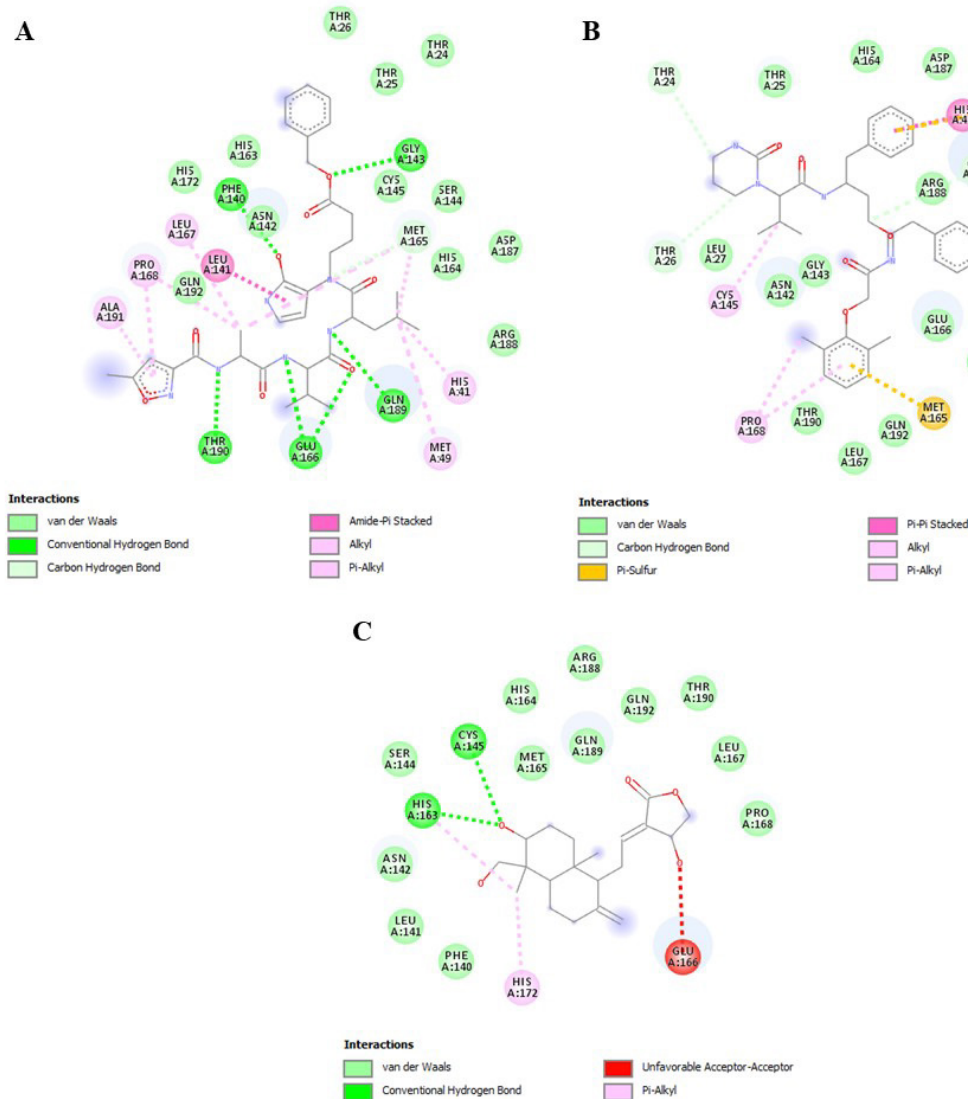 A
THR
A:26
THR
A:24
THR
A:25
HIS
A:163
HIS
A:172
PHE
A:140
ASN
A:142
GLY
A:143
CYS
A:145
SER
A:144
LEU
A:167
LEU
A:141
MET
A:165
HIS
A:164
ASP
A:187
PRO
A:168
GLN
A:192
ALA
A:191
ARG
A:188
HIS
A:41
GLN
A:189
THR
A:190
GLU
A:166
MET
A:49
Interactions
van der Waals
Conventional Hydrogen Bond
Carbon Hydrogen Bond
Amide-Pi Stacked
Alkyl
Pi-Alkyl
B
THR
A:24
THR
A:25
HIS
A:164
ASP
A:187
HIS
A:4
ARG
A:188
THR
A:26
LEU
A:27
GLY
A:143
ASN
A:142
CYS
A:145
GLU
A:166
PRO
A:168
THR
A:190
GLN
A:192
MET
A:165
LEU
A:167
Interactions
van der Waals
Carbon Hydrogen Bond
Pi-Sulfur
Pi-Pi Stacked
Alkyl
Pi-Alkyl
C
ARG
A:188
HIS
A:164
GLN
A:192
THR
A:190
CYS
A:145
SER
A:144
MET
A:165
GLN
A:189
LEU
A:167
HIS
A:163
PRO
A:168
ASN
A:142
LEU
A:141
PHE
A:140
HIS
A:172
GLU
A:166
Interactions
van der Waals
Conventional Hydrogen Bond
Unfavorable Acceptor-Acceptor
Pi-Alkyl